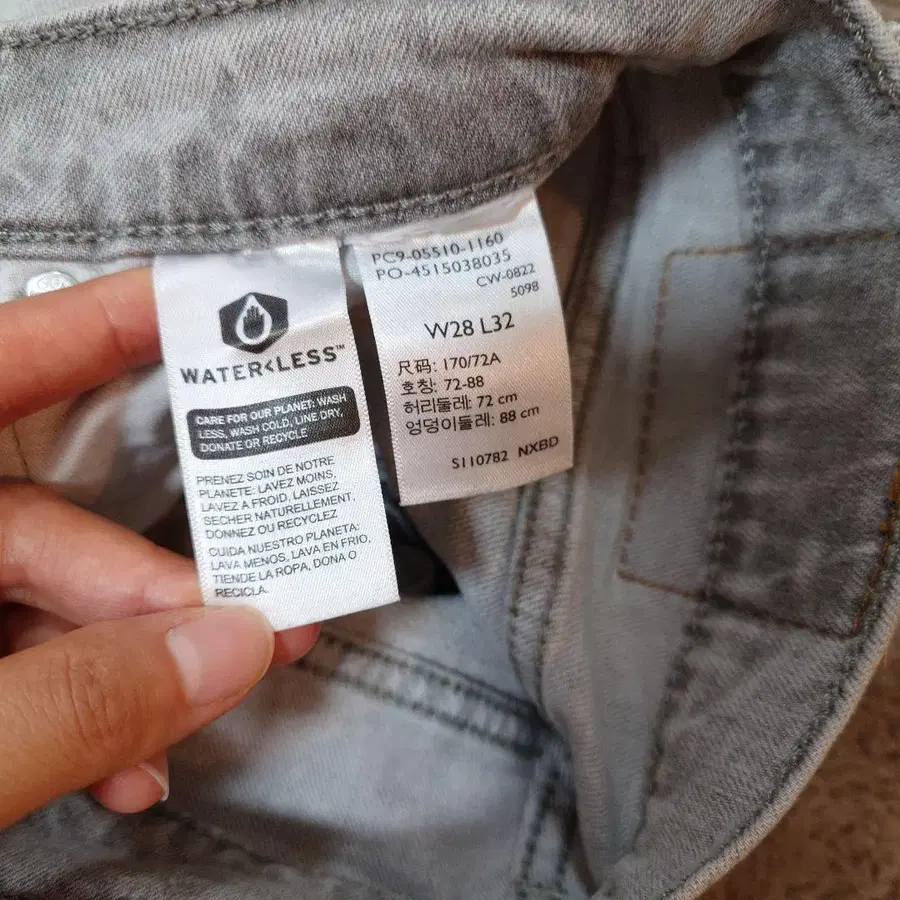 WATER<LESS™
CARE FOR OUR PLANET: WASH
LESS, WASH COLD, LINE DRY,
DONATE OR RECYCLE
PRENEZ SOIN DE NOTRE
PLANETE: LAVEZ MOINS,
LAVEZ A FROID, LAISSEZ
SECHER NATURELLEMENT,
DONNEZ OU RECYCLEZ
CUIDA NUESTRO PLANETA:
LAVA MENOS, LAVA EN FRIO,
TIENDE LA ROPA, DONA O
RECICLA.
PC9-05510-1160
PO-4515038035
CW-0822
5098
W28 L32
尺码: 170/72A
호칭: 72-88
허리둘레: 72 cm
엉덩이둘레: 88 cm
S110782 NXBD